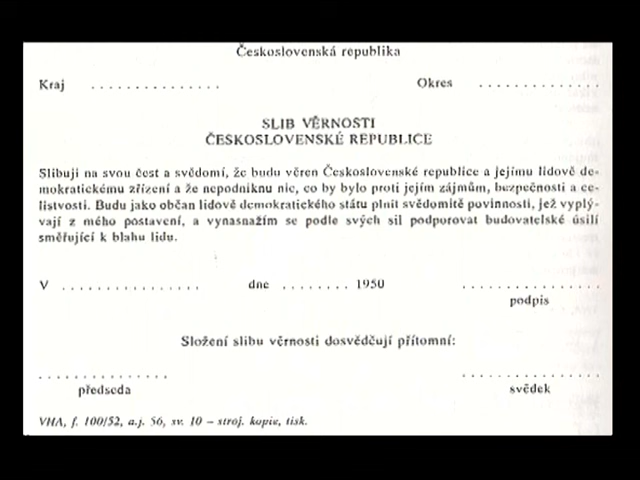 Československá republika
Kraj ............... Okres .............
SLIB VĚRNOSTI
ČESKOSLOVENSKÉ REPUBLICE
Slibuji na svou čest a svědomí, že budu věren Československé republice a jejímu lidově de-
mokratickému zřízení a že nepodniknu nic, co by bylo proti jejím zájmům, bezpečnosti a ce-
listvosti. Budu jako občan lidově demokratického státu plnit svědomitě povinnosti, jež vyplý-
vají z mého postavení, a vynasnažím se podle svých sil podporovat budovatelské úsilí
směřující k blahu lidu.
V ................ dne ........ 1950 ................
podpis
Složení slibu věrnosti dosvědčují přítomní:
............... ................
předseda svědek
VHA, f. 100/52, a.j. 56, sv. 10 – stroj. kopie, tisk.